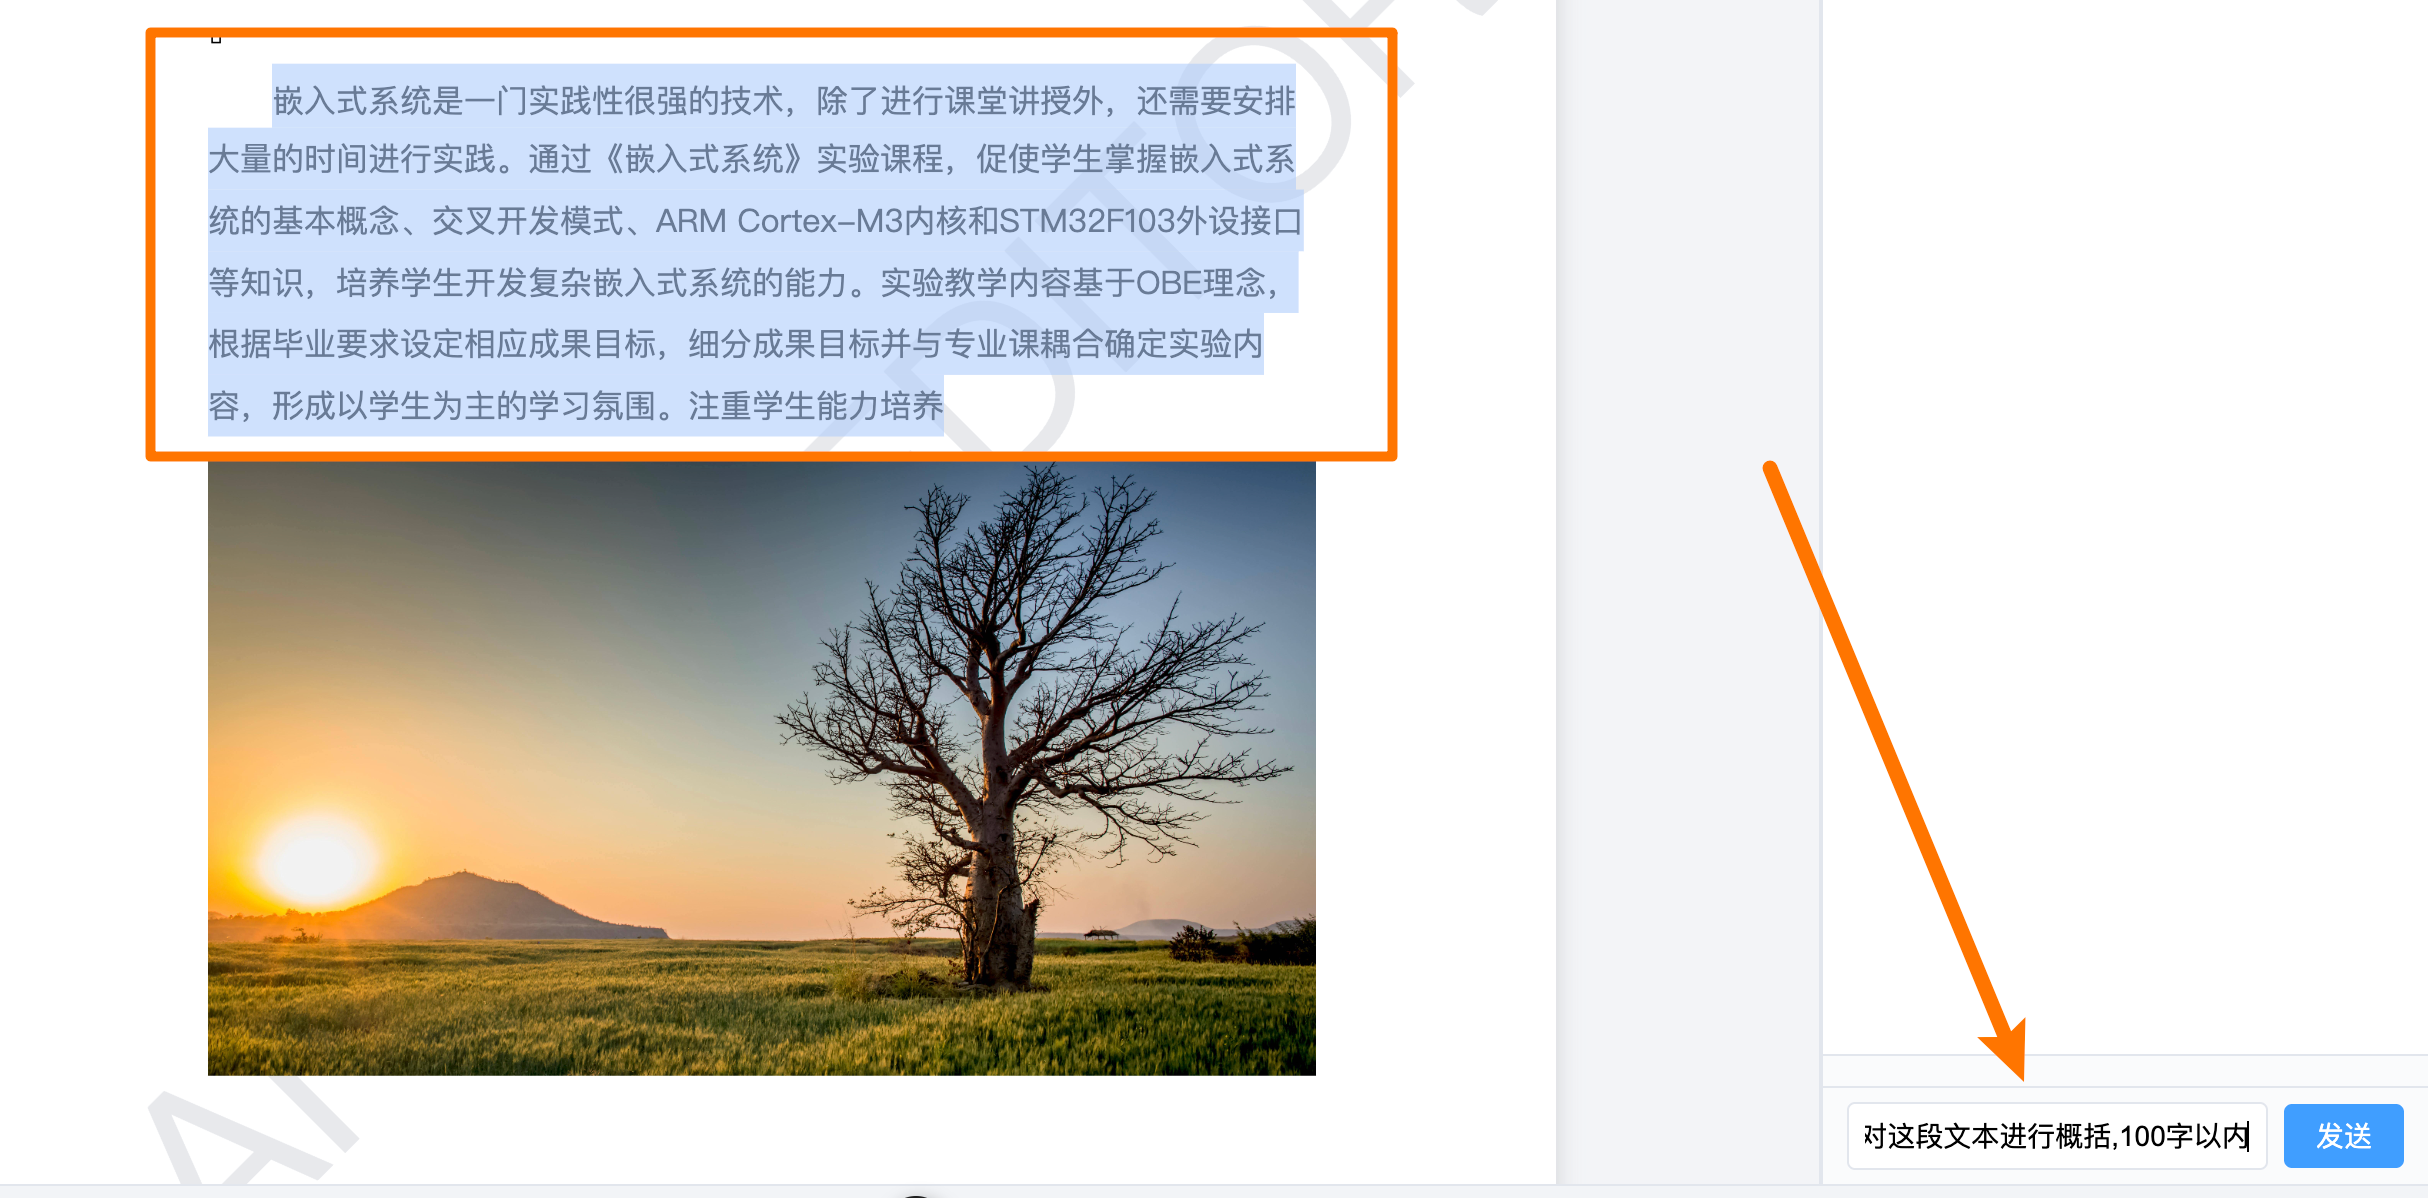 嵌入式系统是一门实践性很强的技术，除了进行课堂讲授外，还需要安排
大量的时间进行实践。通过《嵌入式系统》实验课程，促使学生掌握嵌入式系
统的基本概念、交叉开发模式、ARM Cortex-M3内核和STM32F103外设接口
等知识，培养学生开发复杂嵌入式系统的能力。实验教学内容基于OBE理念，
根据毕业要求设定相应成果目标，细分成果目标并与专业课耦合确定实验内
容，形成以学生为主的学习氛围。注重学生能力培养
对这段文本进行概括,100字以内
发送